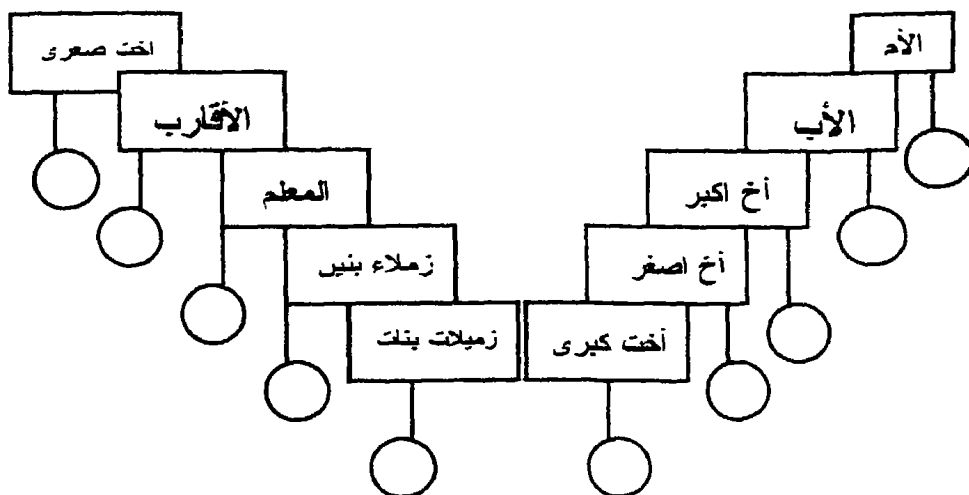 الأم
الأب
أخ اكبر
أخ اصغر
أخت كبرى
زميلات بنات
زملاء بنين
المعلم
الأقارب
اخت صغرى